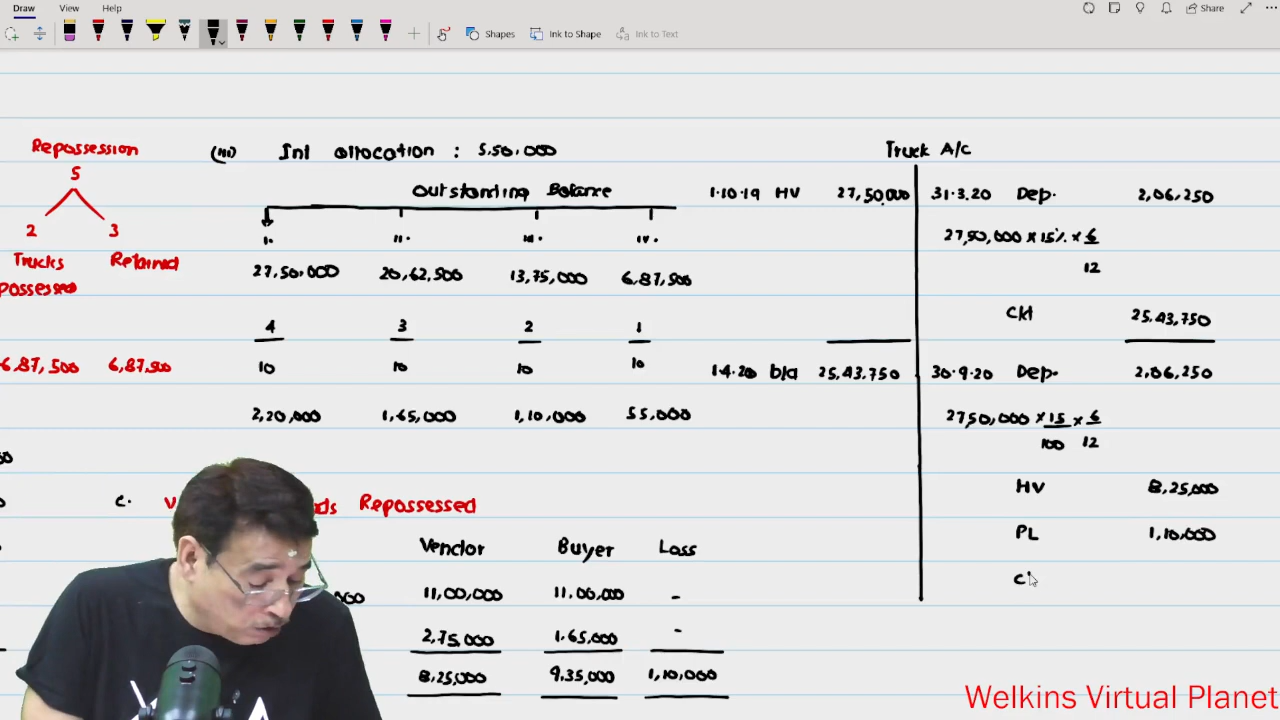 Draw View Help
Share
Shapes Ink to Shape Ink to Text
Repossession
5
2 3
Trucks Retained
possessed
6,87,500 6,87,500
(iii) Int allocation : 5,50,000
Outstanding Balance
i. ii. iii. iv.
27,50,000 20,62,500 13,75,000 6,87,500
4 3 2 1
10 10 10 10
2,20,000 1,65,000 1,10,000 55,000
c. Repossessed
Vendor Buyer Loss
11,00,000 11,00,000 -
2,75,000 1,65,000 -
8,25,000 9,35,000 1,10,000
Truck A/C
1.10.19 HV 27,50,000 31.3.20 Dep. 2,06,250
27,50,000 x 15% x 6
12
Ckt 25,43,750
1.4.20 b/d 25,43,750 30.9.20 Dep. 2,06,250
27,50,000 x 15 x 6
100 12
HV 8,25,000
PL 1,10,000
Welkins Virtual Planet